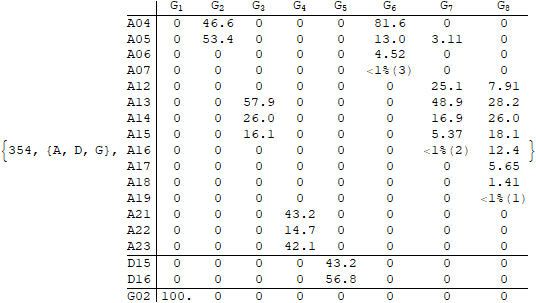 G₁ G₂ G₃ G₄ G₅ G₆ G₇ G₈
A04 0 46.6 0 0 0 81.6 0 0
A05 0 53.4 0 0 0 13.0 3.11 0
A06 0 0 0 0 0 4.52 0 0
A07 0 0 0 0 0 <1%(3) 0 0
A12 0 0 0 0 0 0 25.1 7.91
A13 0 0 57.9 0 0 0 48.9 28.2
A14 0 0 26.0 0 0 0 16.9 26.0
A15 0 0 16.1 0 0 0 5.37 18.1
{354, {A, D, G}, A16 0 0 0 0 0 0 <1%(2) 12.4 }
A17 0 0 0 0 0 0 0 5.65
A18 0 0 0 0 0 0 0 1.41
A19 0 0 0 0 0 0 0 <1%(1)
A21 0 0 0 43.2 0 0 0 0
A22 0 0 0 14.7 0 0 0 0
A23 0 0 0 42.1 0 0 0 0
D15 0 0 0 0 43.2 0 0 0
D16 0 0 0 0 56.8 0 0 0
G02 100. 0 0 0 0 0 0 0